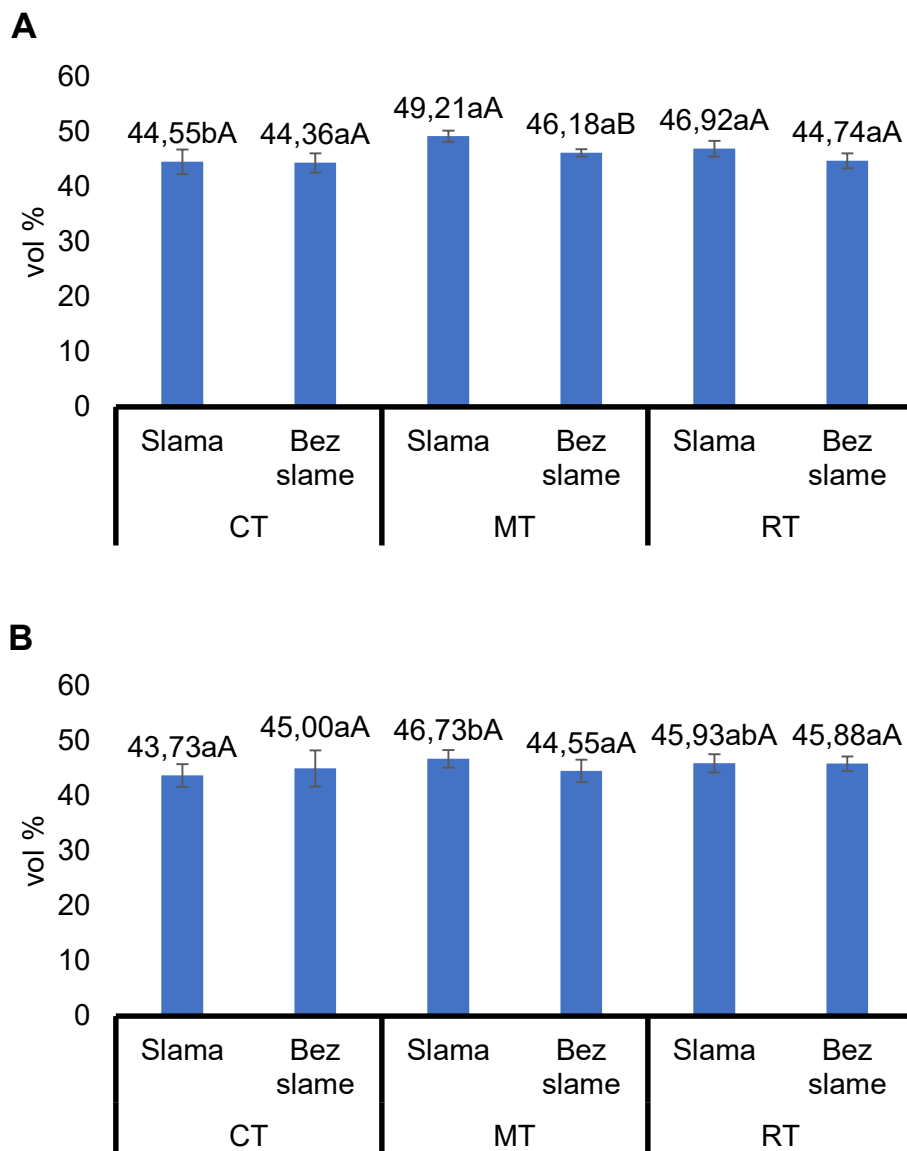 A
60
50
40
30
20
10
0
vol %
44,55bA 44,36aA 49,21aA 46,18aB 46,92aA 44,74aA
Slama Bez slame Slama Bez slame Slama Bez slame
CT MT RT
B
60
50
40
30
20
10
0
vol %
43,73aA 45,00aA 46,73bA 44,55aA 45,93abA 45,88aA
Slama Bez slame Slama Bez slame Slama Bez slame
CT MT RT